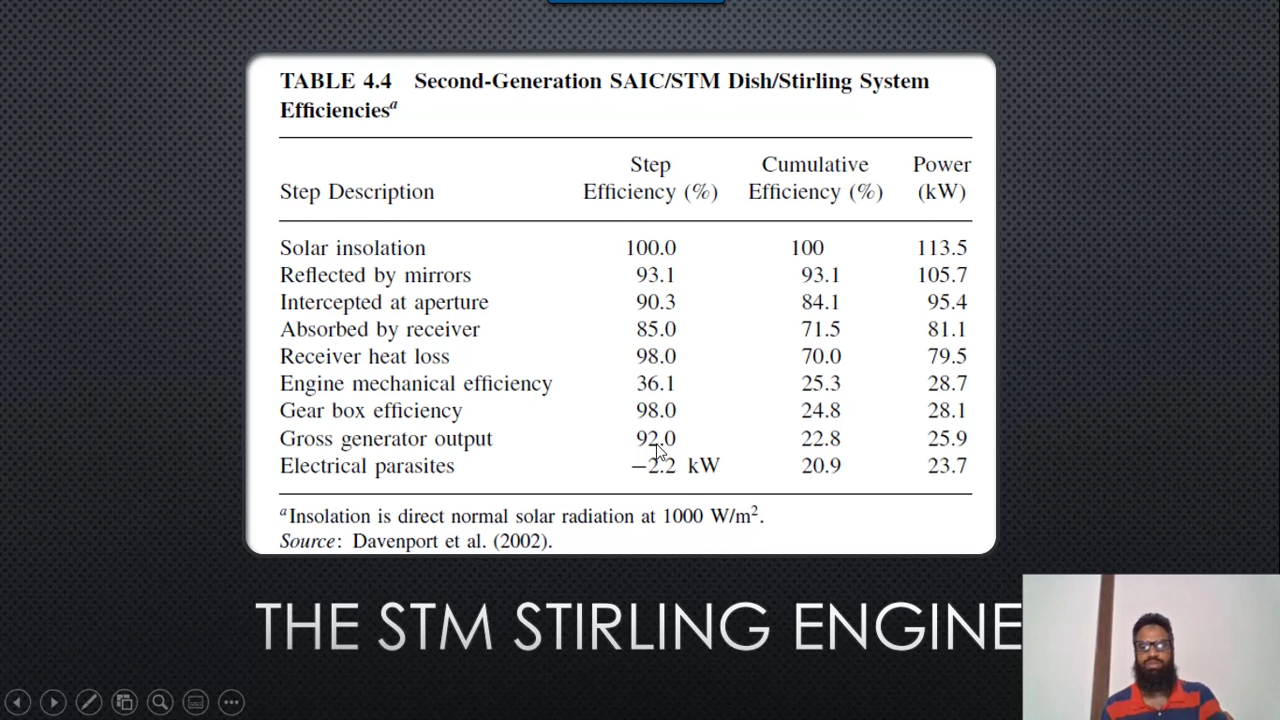 TABLE 4.4 Second-Generation SAIC/STM Dish/Stirling System
Efficienciesᵃ
Step Description Step Efficiency (%) Cumulative Efficiency (%) Power (kW)
Solar insolation 100.0 100 113.5
Reflected by mirrors 93.1 93.1 105.7
Intercepted at aperture 90.3 84.1 95.4
Absorbed by receiver 85.0 71.5 81.1
Receiver heat loss 98.0 70.0 79.5
Engine mechanical efficiency 36.1 25.3 28.7
Gear box efficiency 98.0 24.8 28.1
Gross generator output 92.0 22.8 25.9
Electrical parasites −2.2 kW 20.9 23.7
ᵃInsolation is direct normal solar radiation at 1000 W/m².
Source: Davenport et al. (2002).
THE STM STIRLING ENGINE